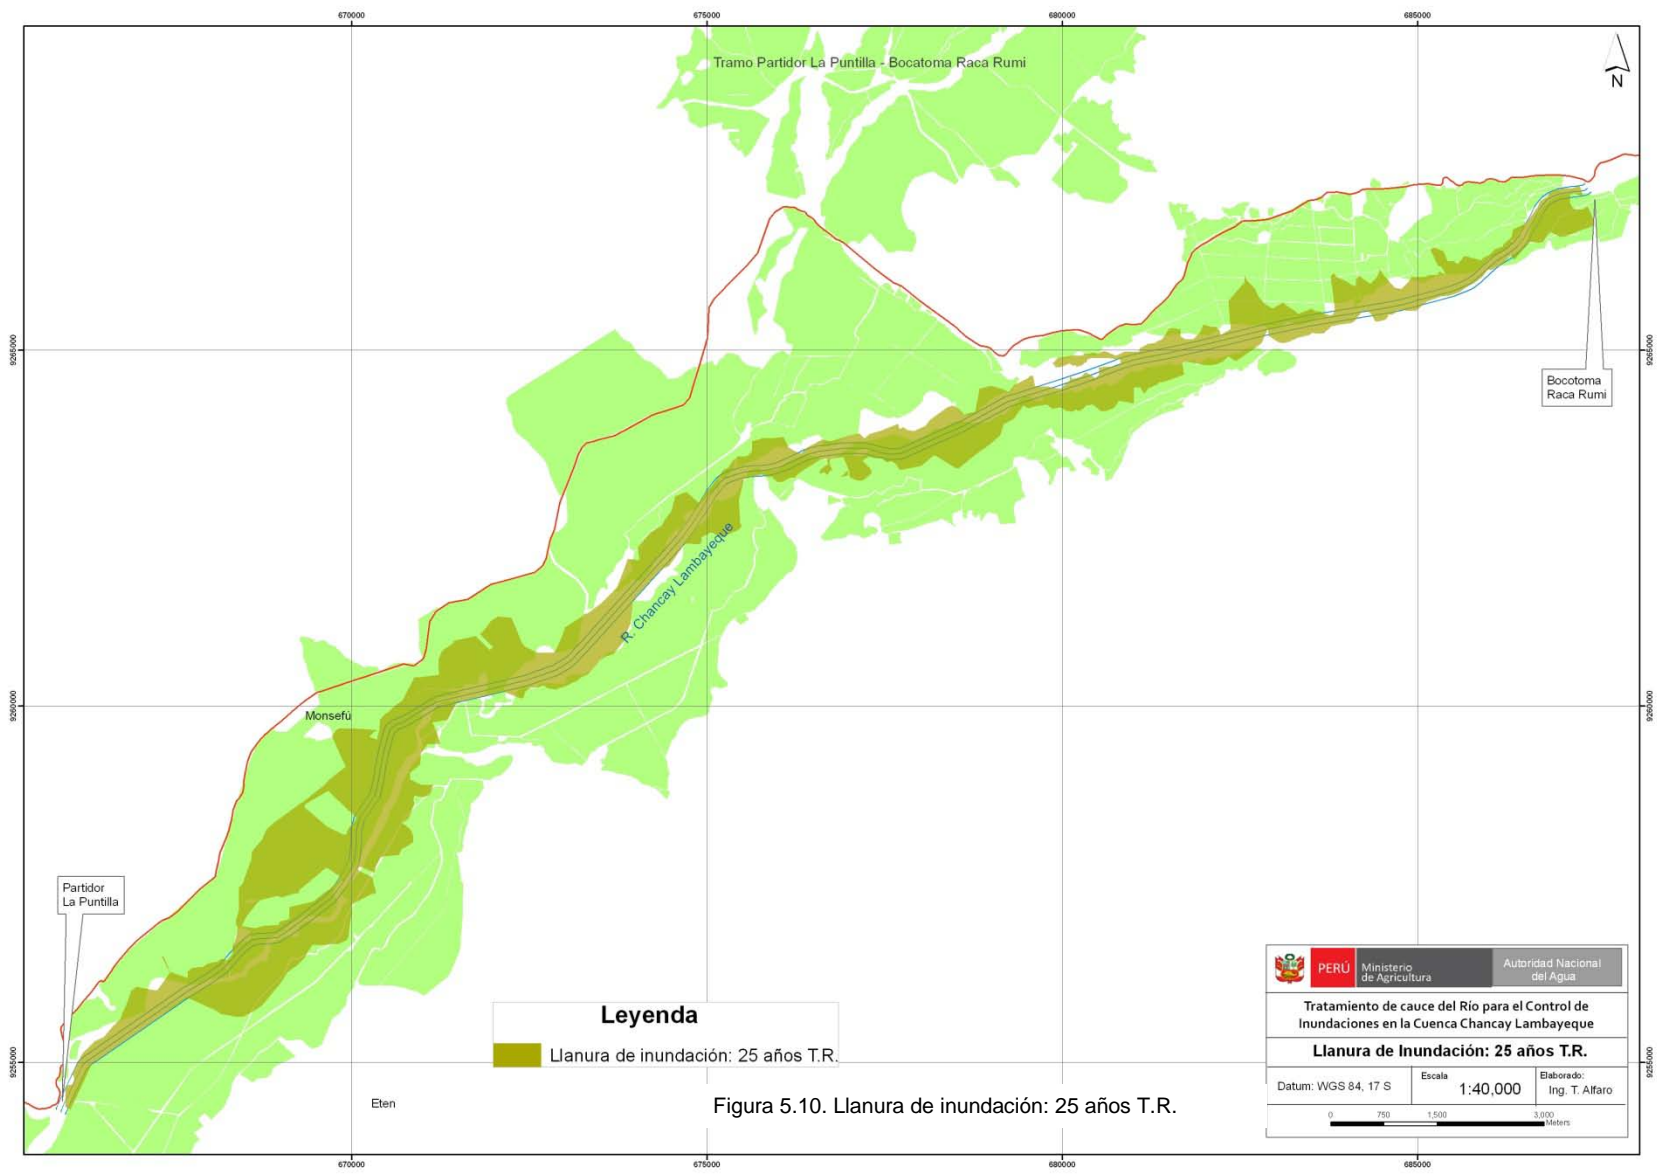 670000
675000
680000
685000
Tramo Partidor La Puntilla - Bocatoma Raca Rumi
N
9265000
9265000
Bocotoma
Raca Rumi
R. Chancay Lambayeque
9260000
Monsefú
9260000
Partidor
La Puntilla
PERÚ
Ministerio
de Agricultura
Autoridad Nacional
del Agua
Tratamiento de cauce del Río para el Control de
Inundaciones en la Cuenca Chancay Lambayeque
Llanura de Inundación: 25 años T.R.
Datum: WGS 84, 17 S
Escala
1:40,000
Elaborado:
Ing. T. Alfaro
0 750 1,500 3,000
Meters
Leyenda
Llanura de inundación: 25 años T.R.
9255000
9255000
Eten
Figura 5.10. Llanura de inundación: 25 años T.R.
670000
675000
680000
685000